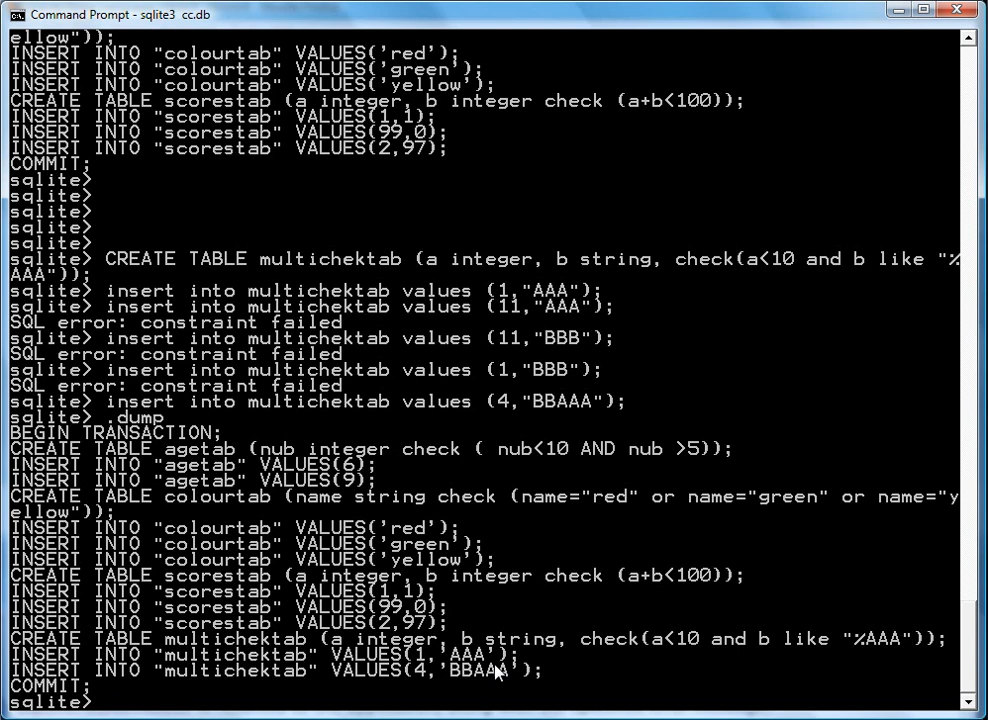 Command Prompt - sqlite3  cc.db
ellow"));
INSERT INTO "colourtab" VALUES('red');
INSERT INTO "colourtab" VALUES('green');
INSERT INTO "colourtab" VALUES('yellow');
CREATE TABLE scorestab (a integer, b integer check (a+b<100));
INSERT INTO "scorestab" VALUES(1,1);
INSERT INTO "scorestab" VALUES(99,0);
INSERT INTO "scorestab" VALUES(2,97);
COMMIT;
sqlite>
sqlite>
sqlite>
sqlite>
sqlite>
sqlite> CREATE TABLE multichektab (a integer, b string, check(a<10 and b like "%
AAA"));
sqlite> insert into multichektab values (1,"AAA");
sqlite> insert into multichektab values (11,"AAA");
SQL error: constraint failed
sqlite> insert into multichektab values (11,"BBB");
SQL error: constraint failed
sqlite> insert into multichektab values (1,"BBB");
SQL error: constraint failed
sqlite> insert into multichektab values (4,"BBAAA");
sqlite> .dump
BEGIN TRANSACTION;
CREATE TABLE agetab (nub integer check ( nub<10 AND nub >5));
INSERT INTO "agetab" VALUES(6);
INSERT INTO "agetab" VALUES(9);
CREATE TABLE colourtab (name string check (name="red" or name="green" or name="y
ellow"));
INSERT INTO "colourtab" VALUES('red');
INSERT INTO "colourtab" VALUES('green');
INSERT INTO "colourtab" VALUES('yellow');
CREATE TABLE scorestab (a integer, b integer check (a+b<100));
INSERT INTO "scorestab" VALUES(1,1);
INSERT INTO "scorestab" VALUES(99,0);
INSERT INTO "scorestab" VALUES(2,97);
CREATE TABLE multichektab (a integer, b string, check(a<10 and b like "%AAA"));
INSERT INTO "multichektab" VALUES(1,'AAA');
INSERT INTO "multichektab" VALUES(4,'BBAAA');
COMMIT;
sqlite>